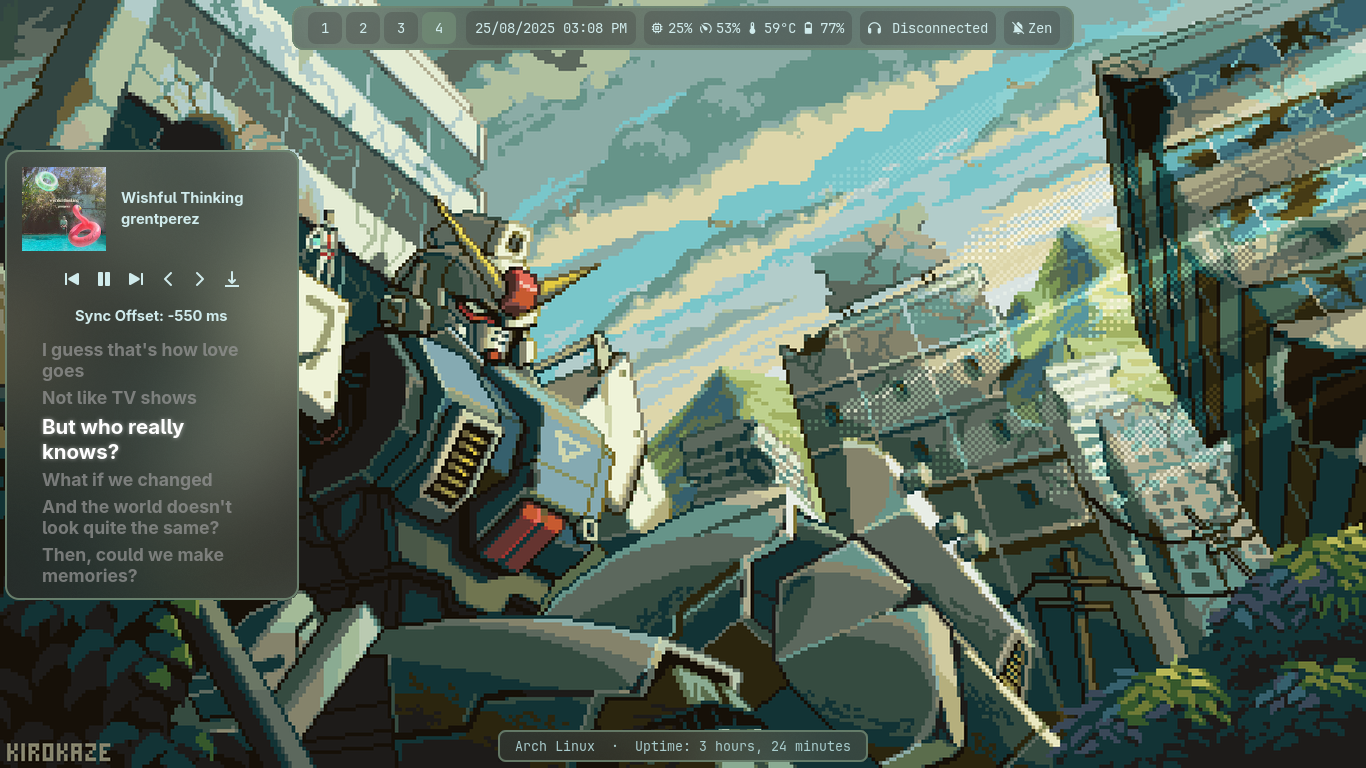 1 2 3 4 25/08/2025 03:08 PM 25% 53% 59°C 77% Disconnected Zen
Wishful Thinking
grentperez
Sync Offset: -550 ms
I guess that's how love
goes
Not like TV shows
But who really
knows?
What if we changed
And the world doesn't
look quite the same?
Then, could we make
memories?
KIROKAZE
Arch Linux · Uptime: 3 hours, 24 minutes